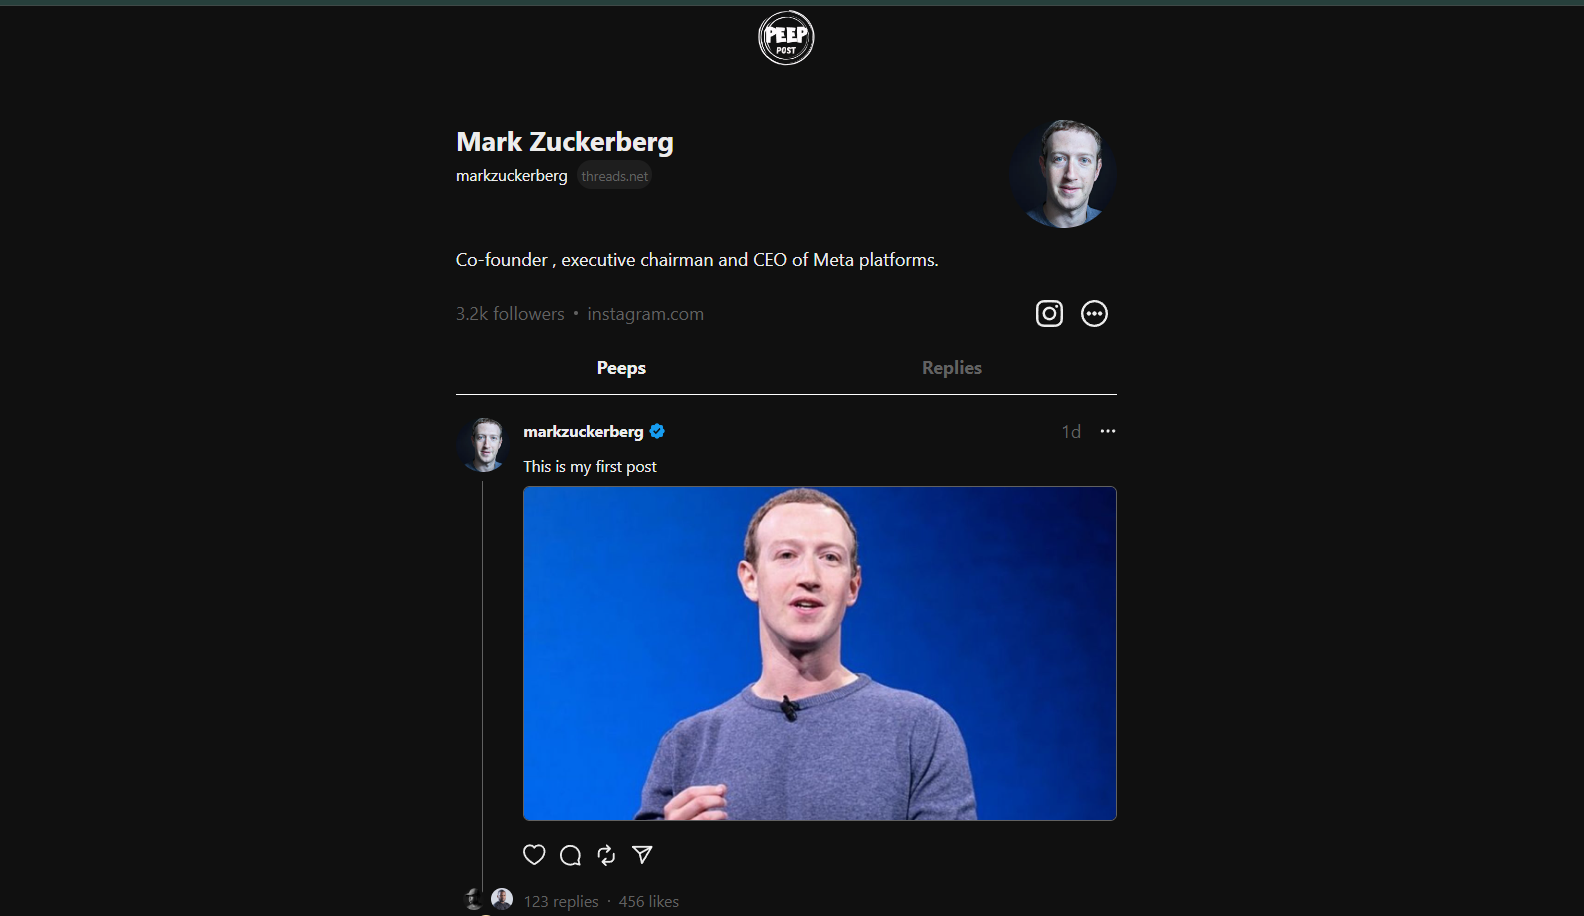 PEEP
POST
Mark Zuckerberg
markzuckerberg threads.net
Co-founder , executive chairman and CEO of Meta platforms.
3.2k followers • instagram.com
Peeps Replies
markzuckerberg 1d
This is my first post
123 replies · 456 likes